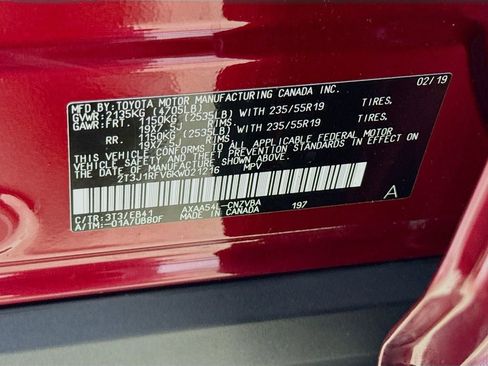 MFD. BY: TOYOTA MOTOR MANUFACTURING CANADA INC. 02/19
GVWR: 2135KG (4705LB)
GAWR: FRT. 1150KG (2535LB) WITH 235/55R19 TIRES.
19X7.5J
RR. 1150KG (2535LB) WITH 235/55R19 TIRES.
19X7.5J
THIS VEHICLE CONFORMS TO ALL APPLICABLE FEDERAL MOTOR
VEHICLE SAFETY AND THEFT PREVENTION STANDARDS IN EFFECT ON
THE DATE OF MANUFACTURE SHOWN ABOVE.
2T3J1RFV6KW021216 MPV
C/TR: 3T3/FB41 AXAA54L-CNZVBA 197 A
A/TM: -01A/UB80F MADE IN CANADA